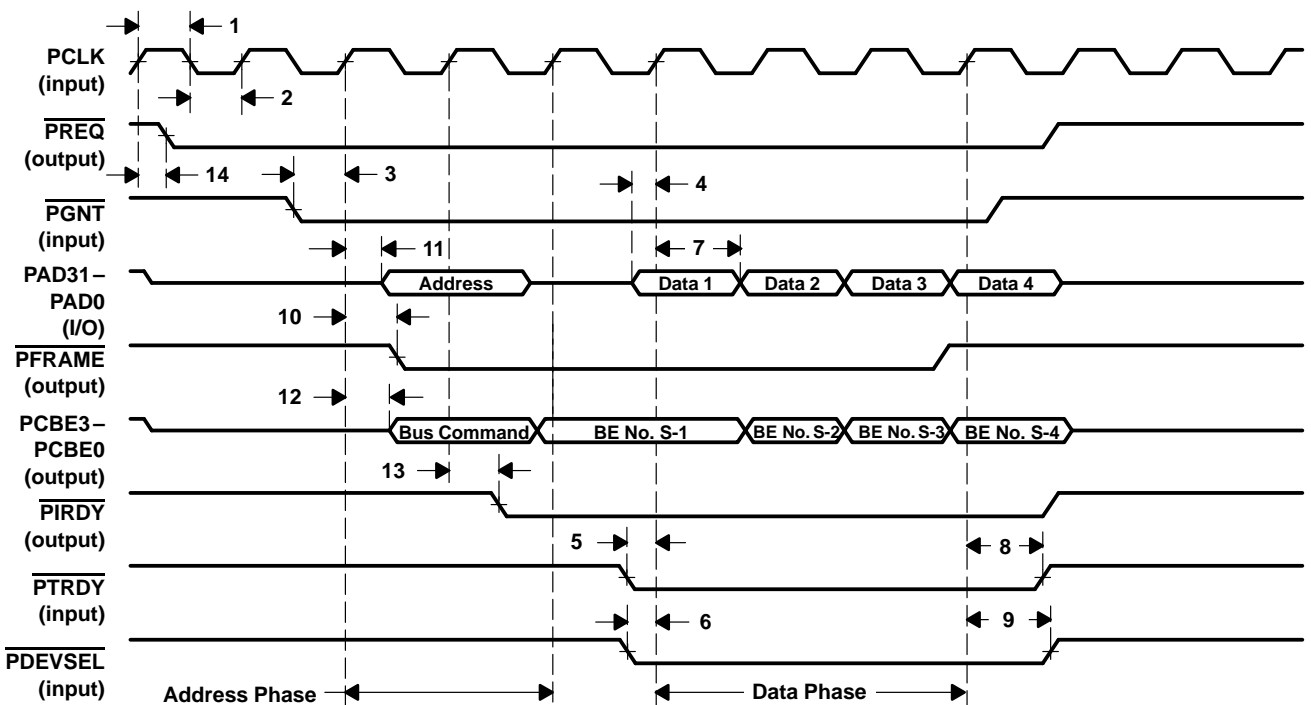 1
PCLK
(input)
2
PREQ
(output)
14
3
4
PGNT
(input)
11
7
PAD31–
PAD0
(I/O)
Address
Data 1
Data 2
Data 3
Data 4
10
PFRAME
(output)
12
PCBE3–
PCBE0
(output)
Bus Command
BE No. S-1
BE No. S-2
BE No. S-3
BE No. S-4
13
PIRDY
(output)
5
8
PTRDY
(input)
6
9
PDEVSEL
(input)
Address Phase
Data Phase